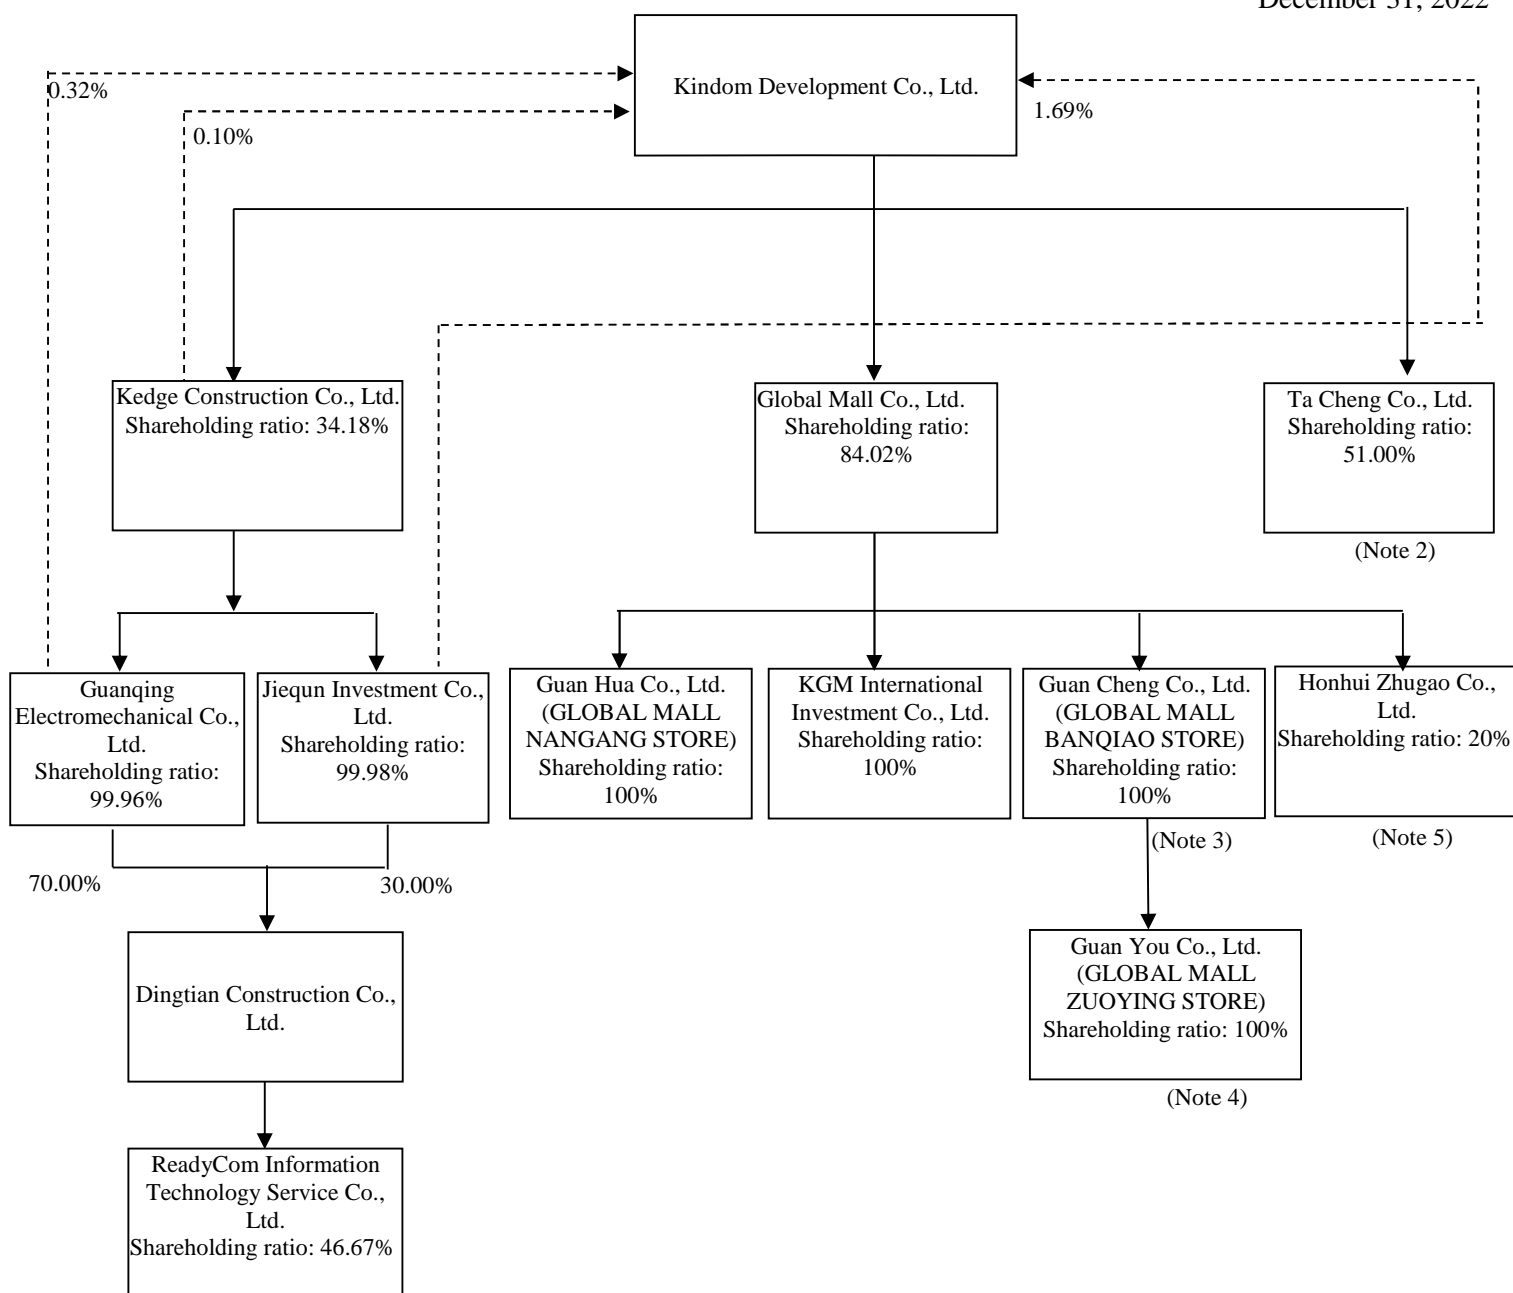 December 31, 2022
Kindom Development Co., Ltd.
0.32%
0.10%
1.69%
Kedge Construction Co., Ltd.
Shareholding ratio: 34.18%
Global Mall Co., Ltd.
Shareholding ratio:
84.02%
Ta Cheng Co., Ltd.
Shareholding ratio:
51.00%
(Note 2)
Guanqing
Electromechanical Co.,
Ltd.
Shareholding ratio:
99.96%
Jiequn Investment Co.,
Ltd.
Shareholding ratio:
99.98%
Guan Hua Co., Ltd.
(GLOBAL MALL
NANGANG STORE)
Shareholding ratio:
100%
KGM International
Investment Co., Ltd.
Shareholding ratio:
100%
Guan Cheng Co., Ltd.
(GLOBAL MALL
BANQIAO STORE)
Shareholding ratio:
100%
Honhui Zhugao Co.,
Ltd.
Shareholding ratio: 20%
(Note 3)
(Note 5)
70.00%
30.00%
Dingtian Construction Co.,
Ltd.
Guan You Co., Ltd.
(GLOBAL MALL
ZUOYING STORE)
Shareholding ratio: 100%
(Note 4)
ReadyCom Information
Technology Service Co.,
Ltd.
Shareholding ratio: 46.67%